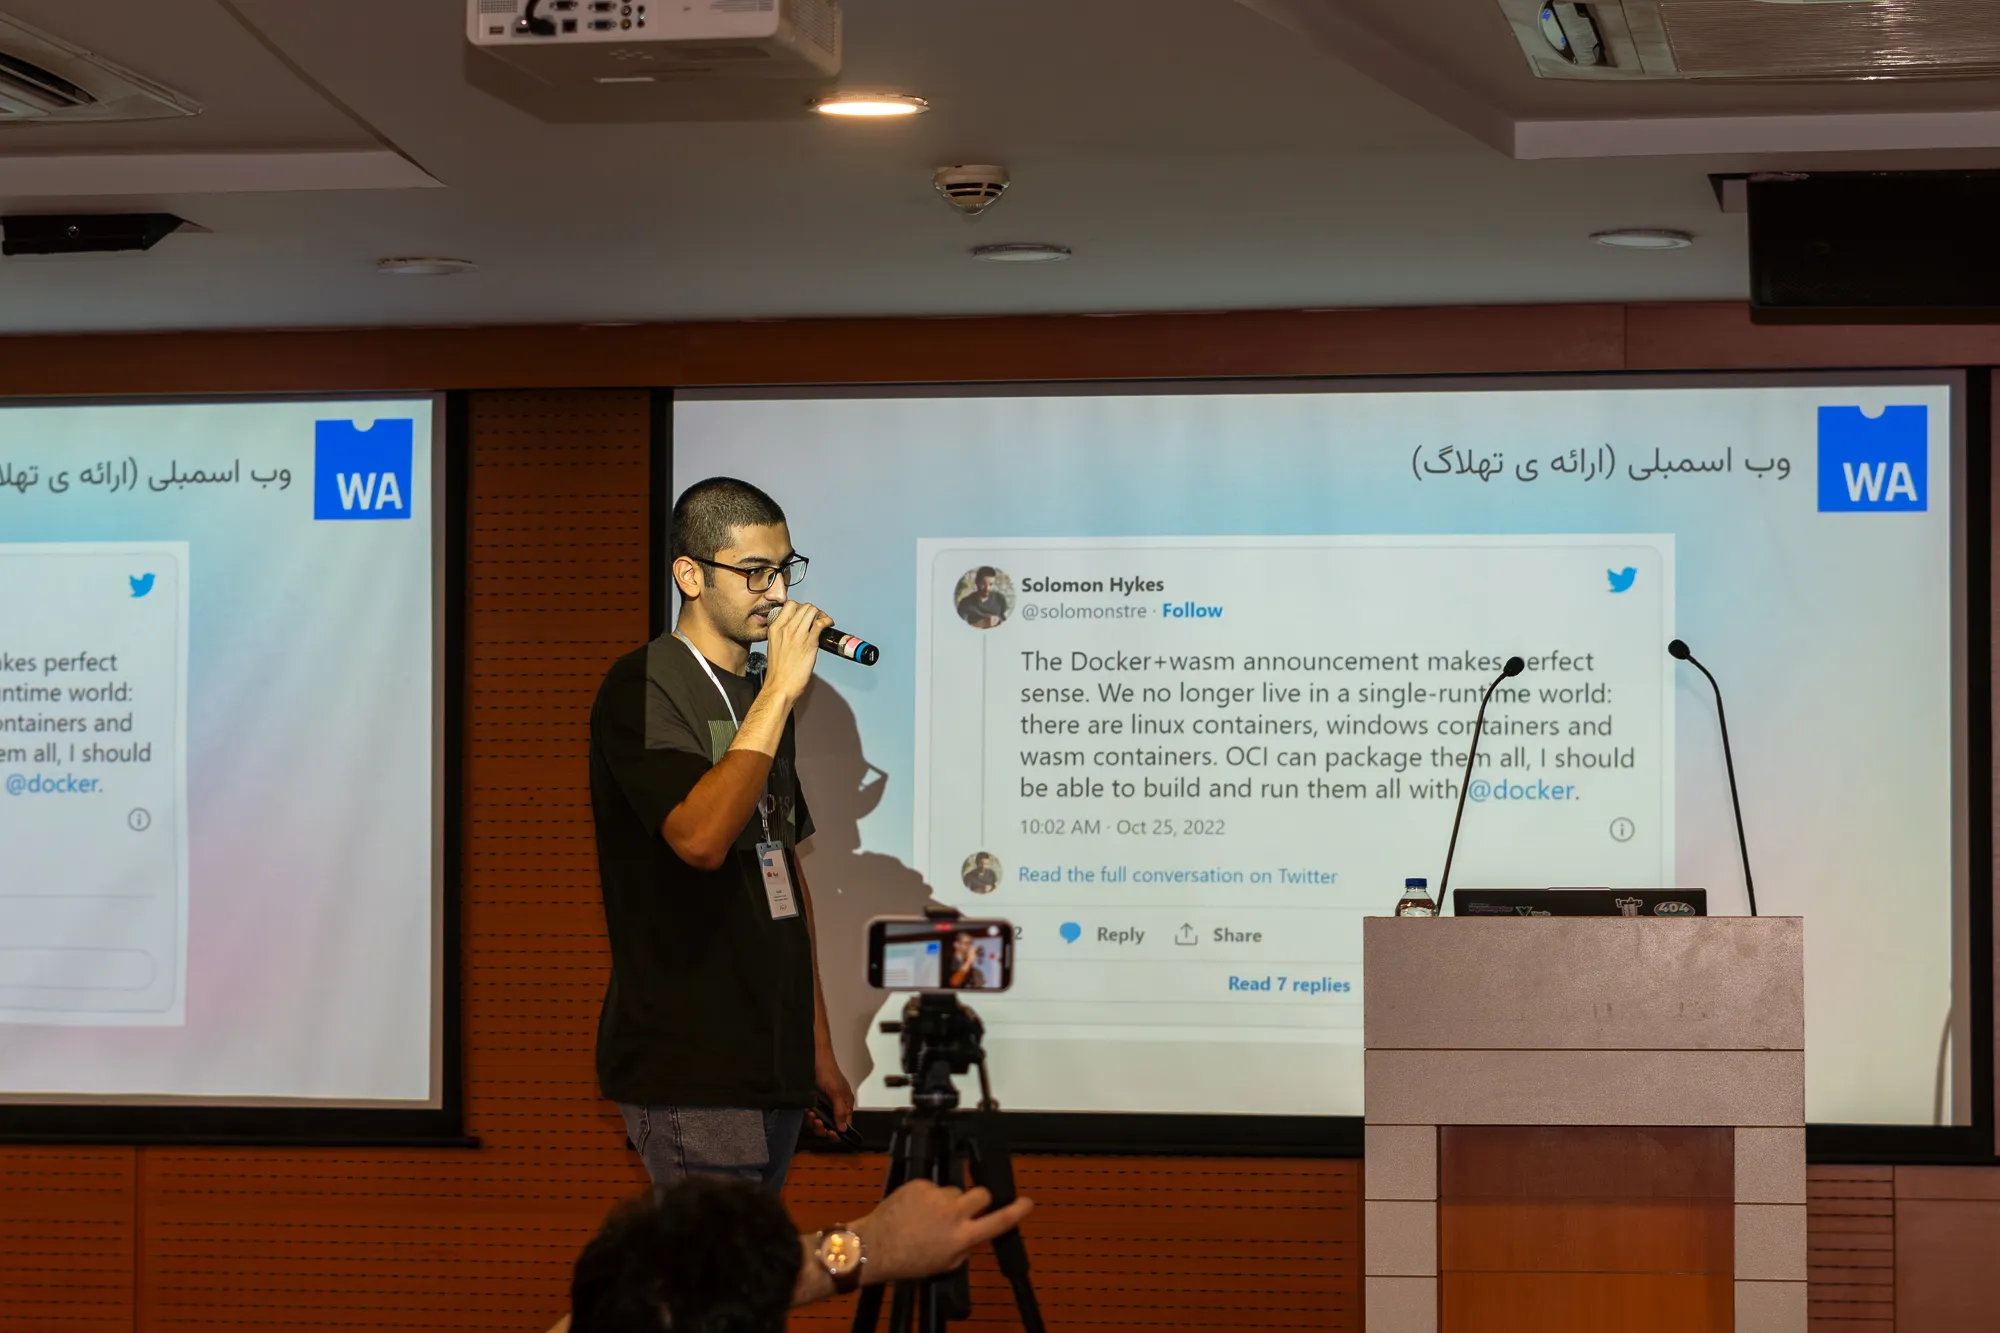 وب اسمبلی (ارائه ی تهلا
WA
akes perfect
untime world:
ontainers and
em all, I should
@docker.
وب اسمبلی (ارائه ی تهلاگ)
WA
Solomon Hykes
@solomonstre · Follow
The Docker+wasm announcement makes perfect
sense. We no longer live in a single-runtime world:
there are linux containers, windows containers and
wasm containers. OCI can package them all, I should
be able to build and run them all with @docker.
10:02 AM · Oct 25, 2022
Read the full conversation on Twitter
2 Reply Share
Read 7 replies
404